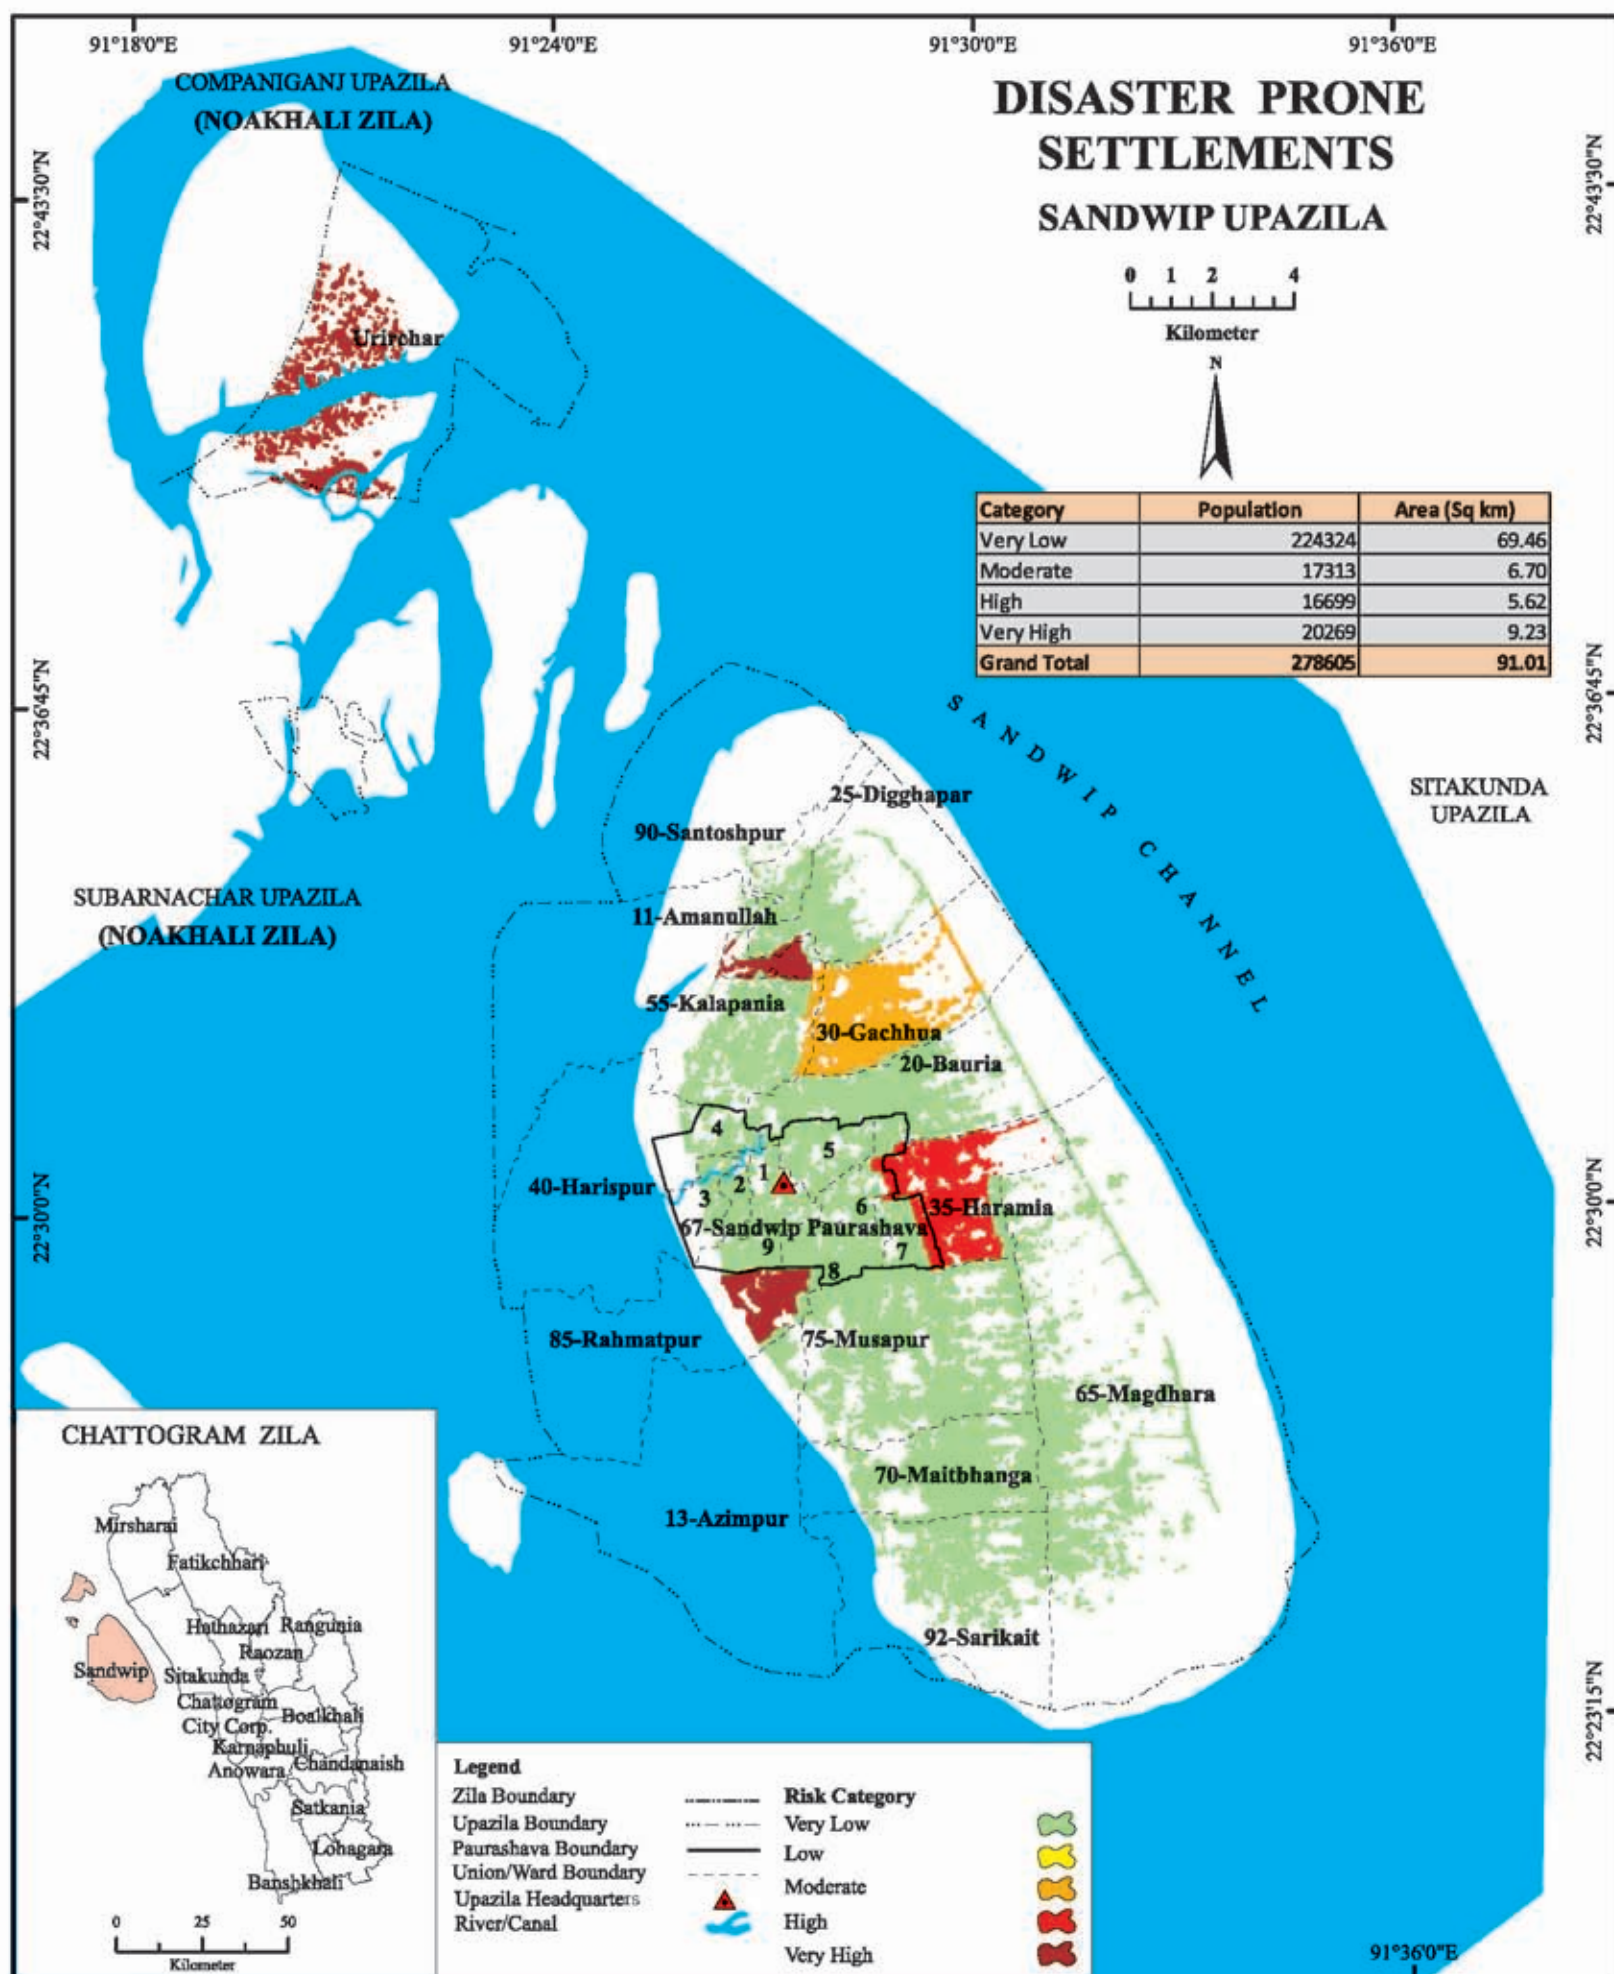 91°18'0"E 91°24'0"E 91°30'0"E 91°36'0"E
COMPANIGANJ UPAZILA
(NOAKHALI ZILA)
DISASTER PRONE
SETTLEMENTS
SANDWIP UPAZILA
22°43'30"N
22°43'30"N
0 1 2 4
Kilometer
N
Urirchar
Category Population Area (Sq km)
Very Low 224324 69.46
Moderate 17313 6.70
High 16699 5.62
Very High 20269 9.23
Grand Total 278605 91.01
22°36'45"N
22°36'45"N
SANDWIP CHANNEL
SITAKUNDA
UPAZILA
25-Digghapar
90-Santoshpur
SUBARNACHAR UPAZILA
(NOAKHALI ZILA)
11-Amanullah
55-Kalapania
30-Gachhua
20-Bauria
4
5
1
2
3
40-Harispur
6
35-Haramia
67-Sandwip Paurashava
9
7
8
22°30'0"N
22°30'0"N
85-Rahmatpur
75-Musapur
65-Magdhara
70-Maitbhanga
13-Azimpur
92-Sarikait
22°23'15"N
CHATTOGRAM ZILA
Mirsharai
Fatikchhari
Hathazari
Rangunia
Raozan
Sandwip
Sitakunda
Chattogram
City Corp.
Boalkhali
Karnaphuli
Anowara
Chandanaish
Satkania
Lohagara
Banshkhali
0 25 50
Kilometer
Legend
Zila Boundary
Upazila Boundary
Paurashava Boundary
Union/Ward Boundary
Upazila Headquarters
River/Canal
Risk Category
Very Low
Low
Moderate
High
Very High
91°36'0"E